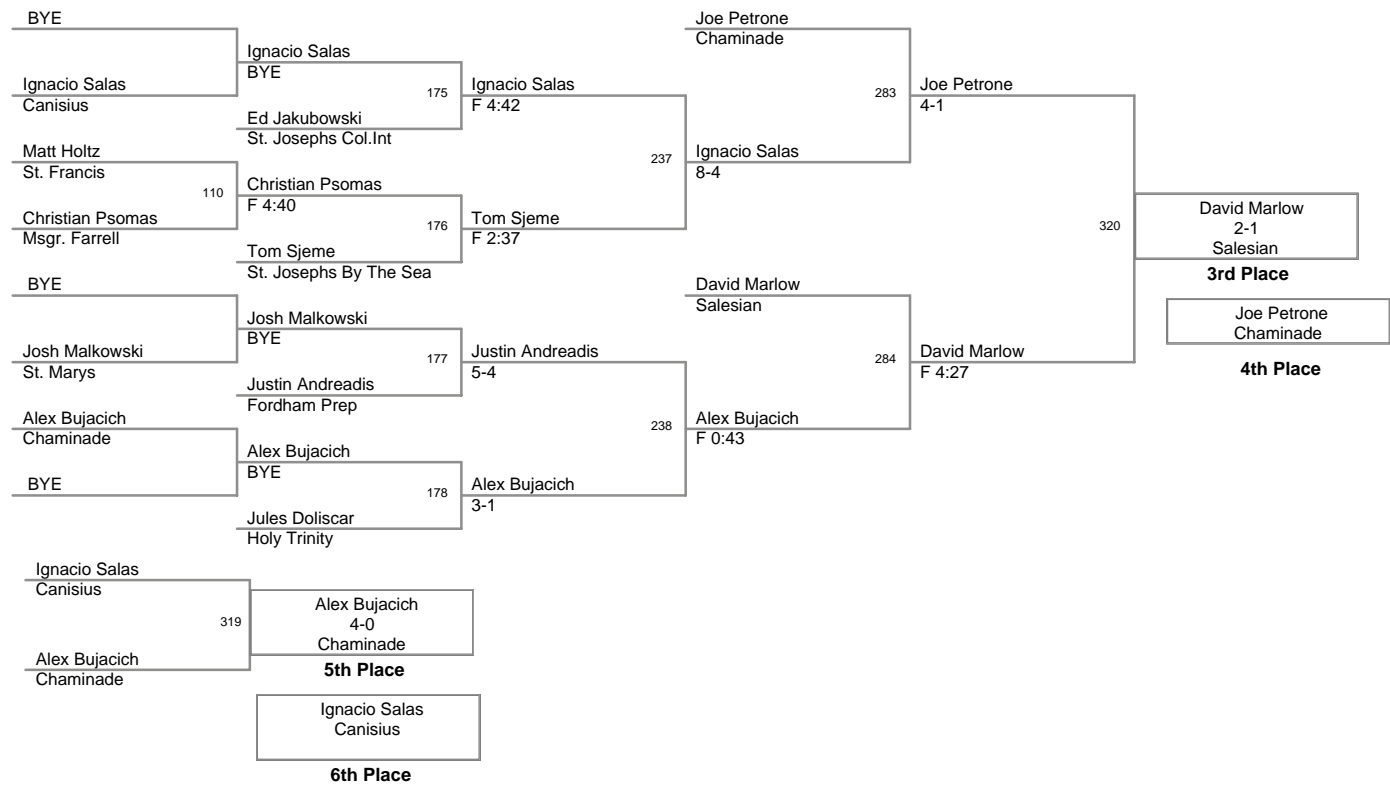 BYE
Ignacio Salas
Canisius
Matt Holtz
St. Francis
110
Christian Psomas
Msgr. Farrell
BYE
Josh Malkowski
St. Marys
Alex Bujacich
Chaminade
BYE
Ignacio Salas
BYE
175
Ed Jakubowski
St. Josephs Col.Int
Christian Psomas
F 4:40
176
Tom Sjeme
St. Josephs By The Sea
Josh Malkowski
BYE
177
Justin Andreadis
Fordham Prep
Alex Bujacich
BYE
178
Jules Doliscar
Holy Trinity
Ignacio Salas
F 4:42
237
Tom Sjeme
F 2:37
Justin Andreadis
5-4
238
Alex Bujacich
3-1
Joe Petrone
Chaminade
283
Ignacio Salas
8-4
David Marlow
Salesian
284
Alex Bujacich
F 0:43
Joe Petrone
4-1
320
David Marlow
F 4:27
David Marlow
2-1
Salesian
3rd Place
Joe Petrone
Chaminade
4th Place
Ignacio Salas
Canisius
319
Alex Bujacich
Chaminade
Alex Bujacich
4-0
Chaminade
5th Place
Ignacio Salas
Canisius
6th Place